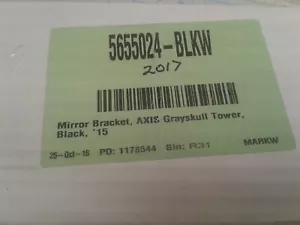 5655024-BLKW
2017
Mirror Bracket, AXIS Grayskull Tower,
Black, '15
25-Oct-16 PO: 1178544 Bin: R31 MARKW